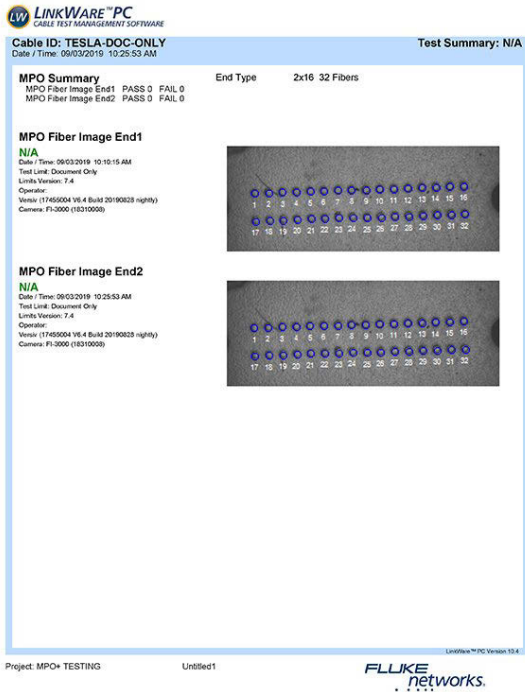 LW LINKWARE™PC
CABLE TEST MANAGEMENT SOFTWARE
Cable ID: TESLA-DOC-ONLY Test Summary: N/A
Date / Time: 09/03/2019 10:25:53 AM
MPO Summary End Type 2x16 32 Fibers
MPO Fiber Image End1 PASS 0 FAIL 0
MPO Fiber Image End2 PASS 0 FAIL 0
MPO Fiber Image End1
N/A
Date / Time: 09/03/2019 10:10:15 AM
Test Limit: Document Only
Limits Version: 7.4
Operator:
Versiv (17455004 V6.4 Build 20190828 nightly)
Camera: FI-3000 (18310008)
1 2 3 4 5 6 7 8 9 10 11 12 13 14 15 16
17 18 19 20 21 22 23 24 25 26 27 28 29 30 31 32
MPO Fiber Image End2
N/A
Date / Time: 09/03/2019 10:25:53 AM
Test Limit: Document Only
Limits Version: 7.4
Operator:
Versiv (17455004 V6.4 Build 20190828 nightly)
Camera: FI-3000 (18310008)
1 2 3 4 5 6 7 8 9 10 11 12 13 14 15 16
17 18 19 20 21 22 23 24 25 26 27 28 29 30 31 32
LinkWare™ PC Version 10.4
Project: MPO+ TESTING Untitled1
FLUKE
networks.